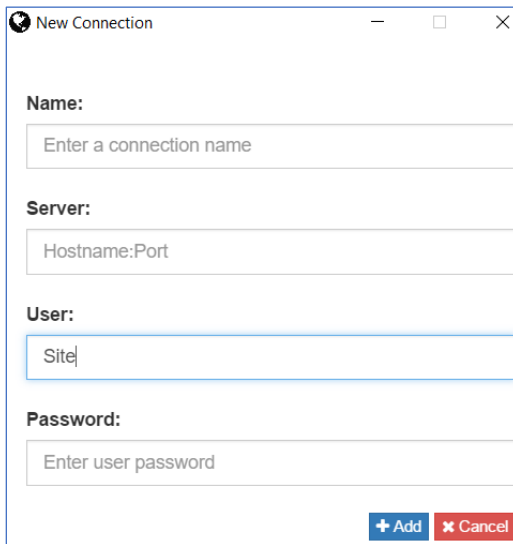 New Connection
Name:
Enter a connection name
Server:
Hostname:Port
User:
Site
Password:
Enter user password
Add Cancel